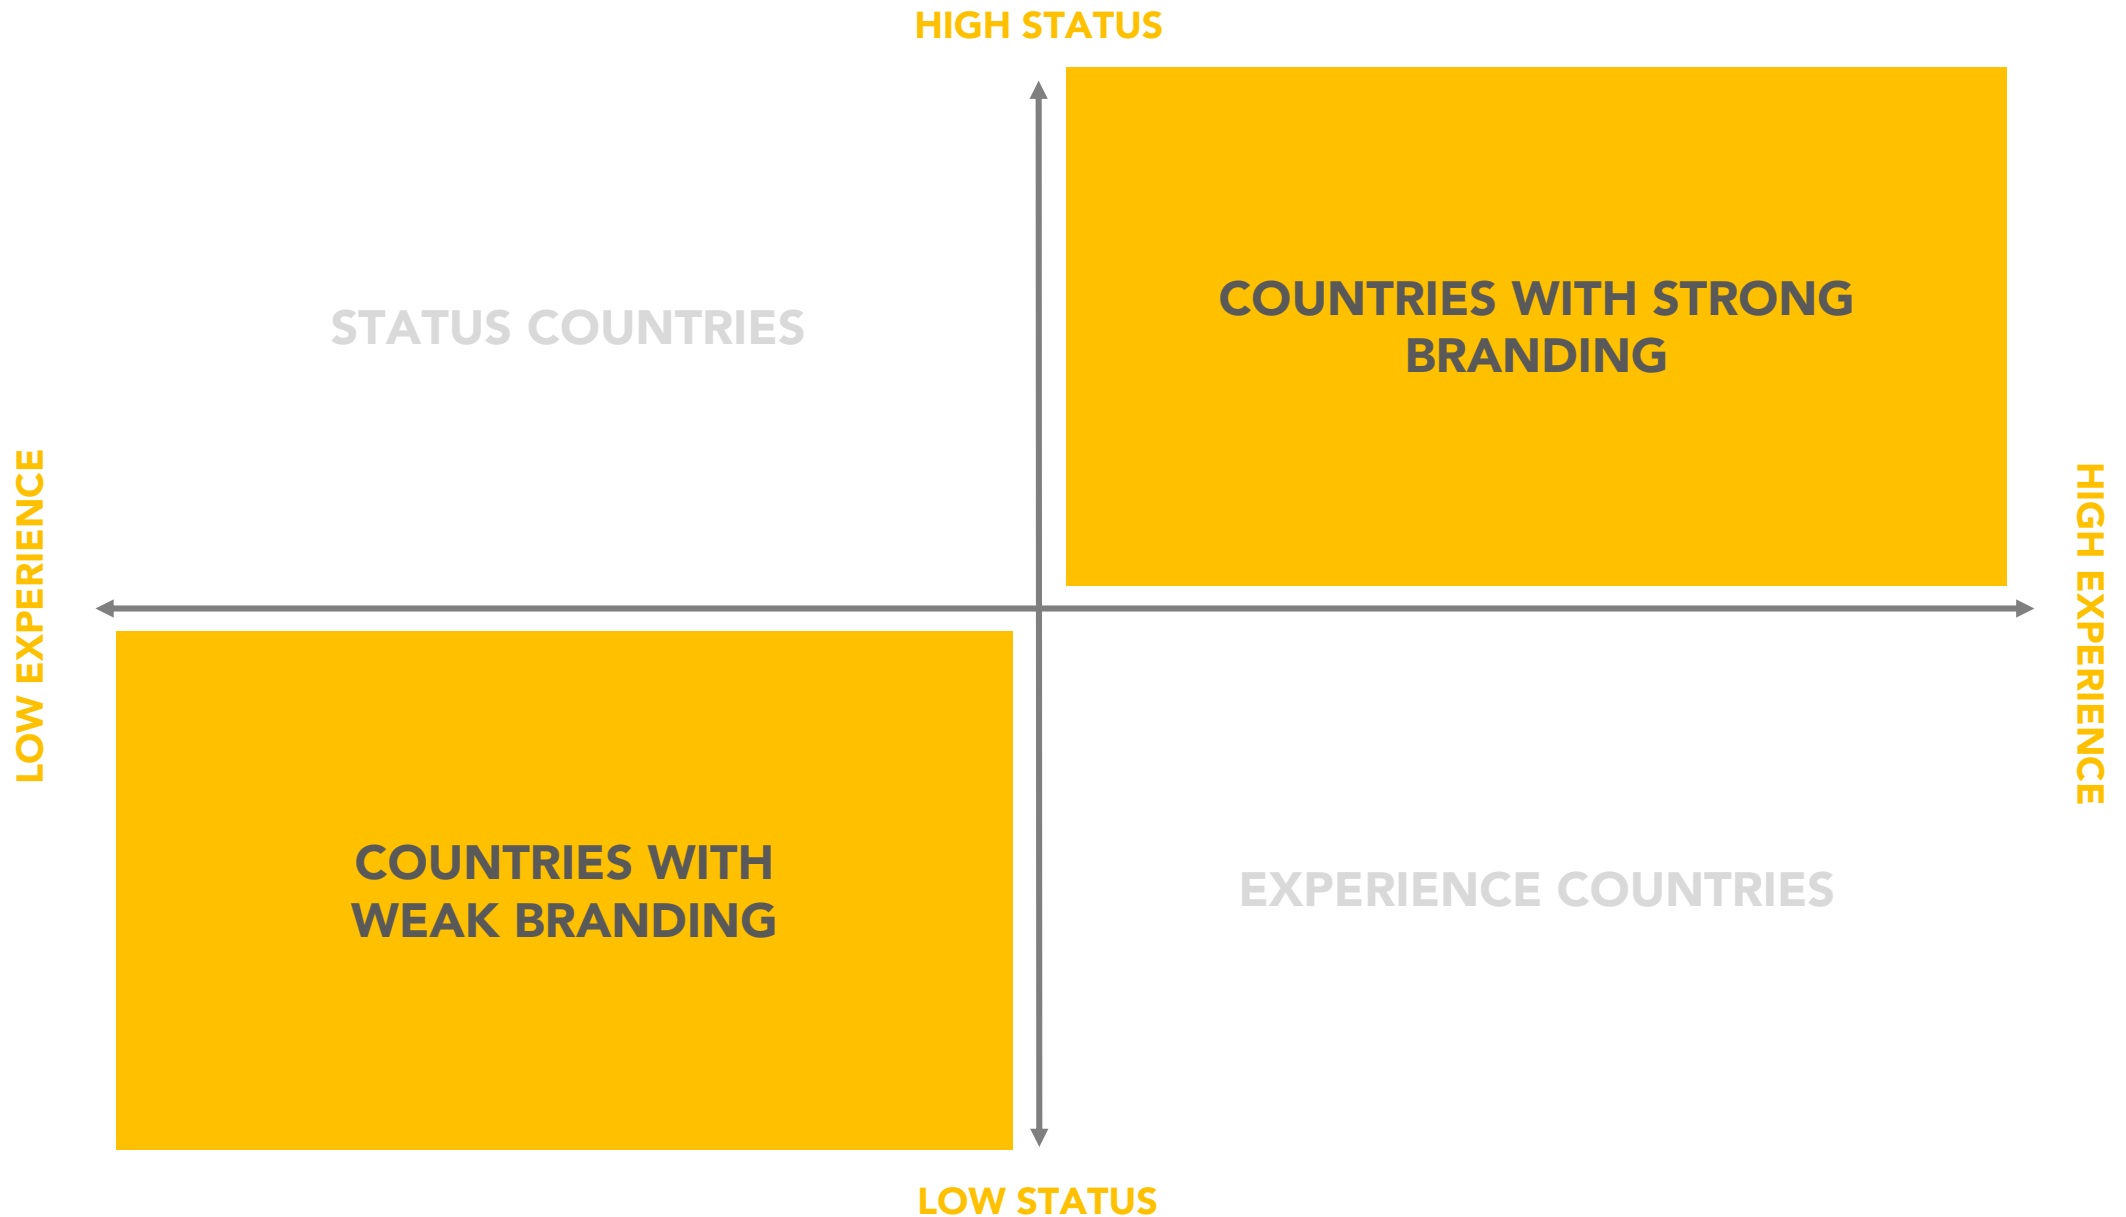 HIGH STATUS
STATUS COUNTRIES
COUNTRIES WITH STRONG
BRANDING
LOW EXPERIENCE
HIGH EXPERIENCE
COUNTRIES WITH
WEAK BRANDING
EXPERIENCE COUNTRIES
LOW STATUS